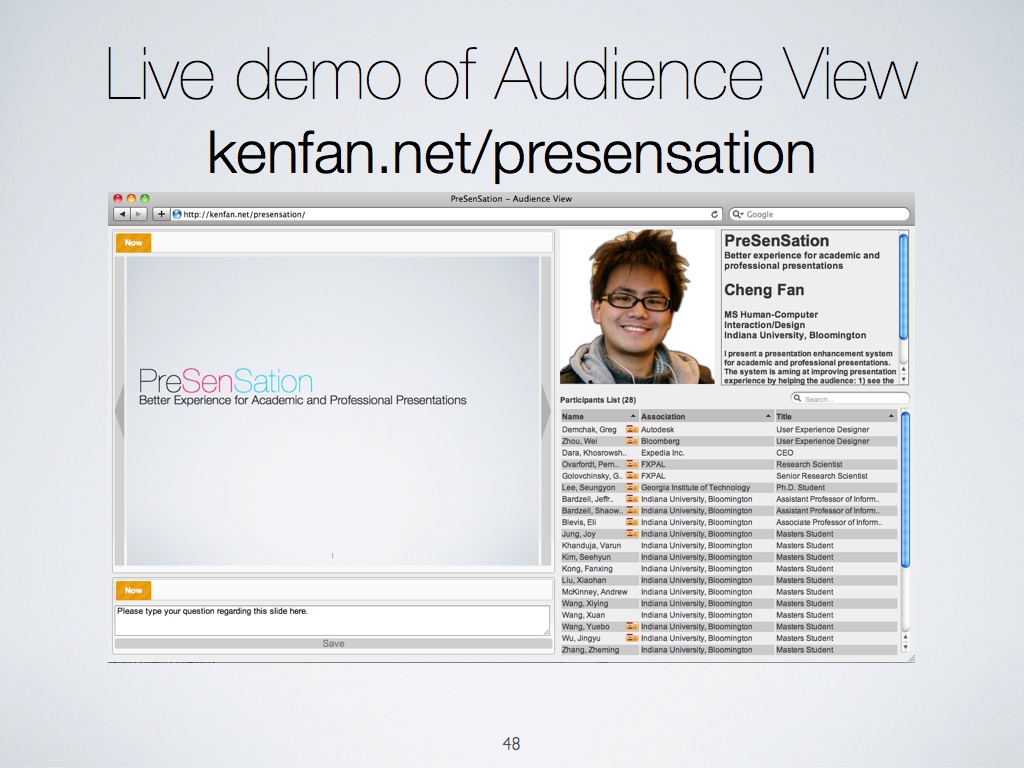 Live demo of Audience View
kenfan.net/presensation
PreSenSation - Audience View
http://kenfan.net/presensation/
Google
Now
PreSenSation
Better Experience for Academic and Professional Presentations
Now
Please type your question regarding this slide here.
Save
PreSenSation
Better experience for academic and
professional presentations
Cheng Fan
MS Human-Computer
Interaction/Design
Indiana University, Bloomington
I present a presentation enhancement system
for academic and professional presentations.
The system is aiming at improving presentation
experience by helping the audience: 1) see the
Participants List (28)
Search...
Name Association Title
Demchak, Greg Autodesk User Experience Designer
Zhou, Wei Bloomberg User Experience Designer
Dara, Khosrowsh.. Expedia Inc. CEO
Ovarfordt, Pern.. FXPAL Research Scientist
Golovchinsky, G.. FXPAL Senior Research Scientist
Lee, Seungyon Georgia Institute of Technology Ph.D. Student
Bardzell, Jeffr.. Indiana University, Bloomington Assistant Professor of Inform..
Bardzell, Shaow.. Indiana University, Bloomington Assistant Professor of Inform..
Blevis, Eli Indiana University, Bloomington Associate Professor of Inform..
Jung, Joy Indiana University, Bloomington Masters Student
Khanduja, Varun Indiana University, Bloomington Masters Student
Kim, Seehyun Indiana University, Bloomington Masters Student
Kong, Fanxing Indiana University, Bloomington Masters Student
Liu, Xiaohan Indiana University, Bloomington Masters Student
McKinney, Andrew Indiana University, Bloomington Masters Student
Wang, Xiying Indiana University, Bloomington Masters Student
Wang, Xuan Indiana University, Bloomington Masters Student
Wang, Yuebo Indiana University, Bloomington Masters Student
Wu, Jingyu Indiana University, Bloomington Masters Student
Zhang, Zheming Indiana University, Bloomington Masters Student
48